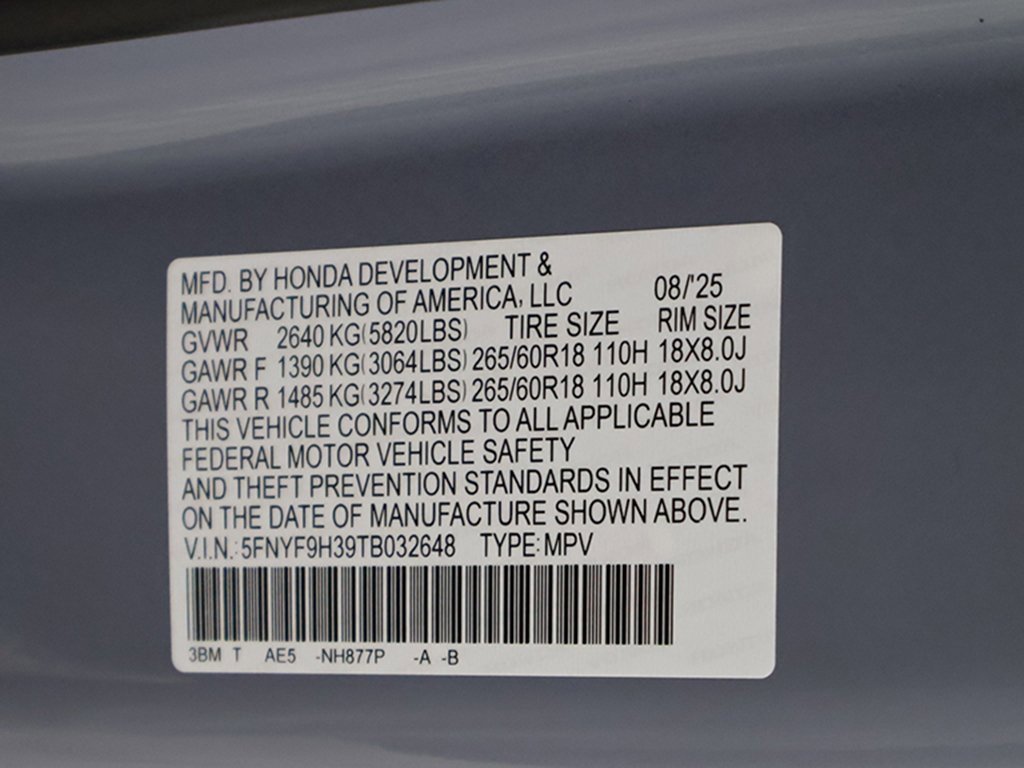 MFD. BY HONDA DEVELOPMENT &
MANUFACTURING OF AMERICA, LLC 08/'25
GVWR 2640 KG(5820LBS) TIRE SIZE RIM SIZE
GAWR F 1390 KG(3064LBS) 265/60R18 110H 18X8.0J
GAWR R 1485 KG(3274LBS) 265/60R18 110H 18X8.0J
THIS VEHICLE CONFORMS TO ALL APPLICABLE
FEDERAL MOTOR VEHICLE SAFETY
AND THEFT PREVENTION STANDARDS IN EFFECT
ON THE DATE OF MANUFACTURE SHOWN ABOVE.
V.I.N.: 5FNYF9H39TB032648 TYPE: MPV
3BM T AE5 -NH877P -A -B